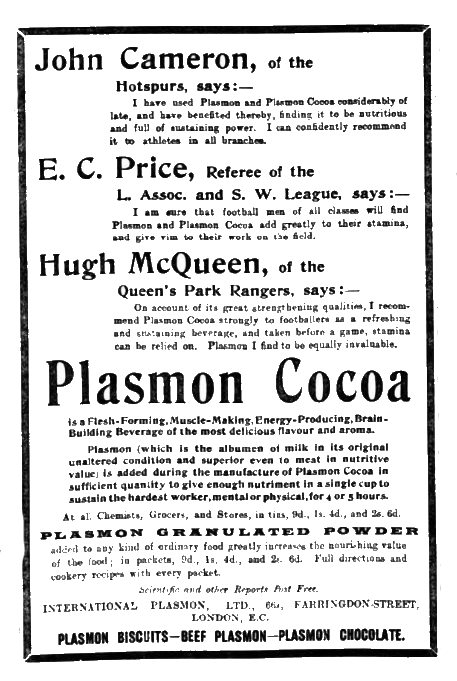 John Cameron, of the
Hotspurs, says:—
I have used Plasmon and Plasmon Cocoa considerably of
late, and have benefited thereby, finding it to be nutritious
and full of sustaining power. I can confidently recommend
it to athletes in all branches.
E. C. Price, Referee of the
L. Assoc. and S. W. League, says:—
I am sure that football men of all classes will find
Plasmon and Plasmon Cocoa add greatly to their stamina,
and give vim to their work on the field.
Hugh McQueen, of the
Queen's Park Rangers, says:—
On account of its great strengthening qualities, I recom-
mend Plasmon Cocoa strongly to footballers as a refreshing
and sustaining beverage, and taken before a game, stamina
can be relied on. Plasmon I find to be equally invaluable.
Plasmon Cocoa
is a Flesh-Forming, Muscle-Making, Energy-Producing, Brain-
Building Beverage of the most delicious flavour and aroma.
Plasmon (which is the albumen of milk in its original
unaltered condition and superior even to meat in nutritive
value) is added during the manufacture of Plasmon Cocoa in
sufficient quantity to give enough nutriment in a single cup to
sustain the hardest worker, mental or physical, for 4 or 5 hours.
At all Chemists, Grocers, and Stores, in tins, 9d., 1s. 4d., and 2s. 6d.
PLASMON GRANULATED POWDER
added to any kind of ordinary food greatly increases the nourishing value
of the food; in packets, 9d., 1s. 4d., and 2s. 6d. Full directions and
cookery recipes with every packet.
Scientific and other Reports Post Free.
INTERNATIONAL PLASMON, LTD., FARRINGDON-STREET,
LONDON, E.C.
PLASMON BISCUITS—BEEF PLASMON—PLASMON CHOCOLATE.